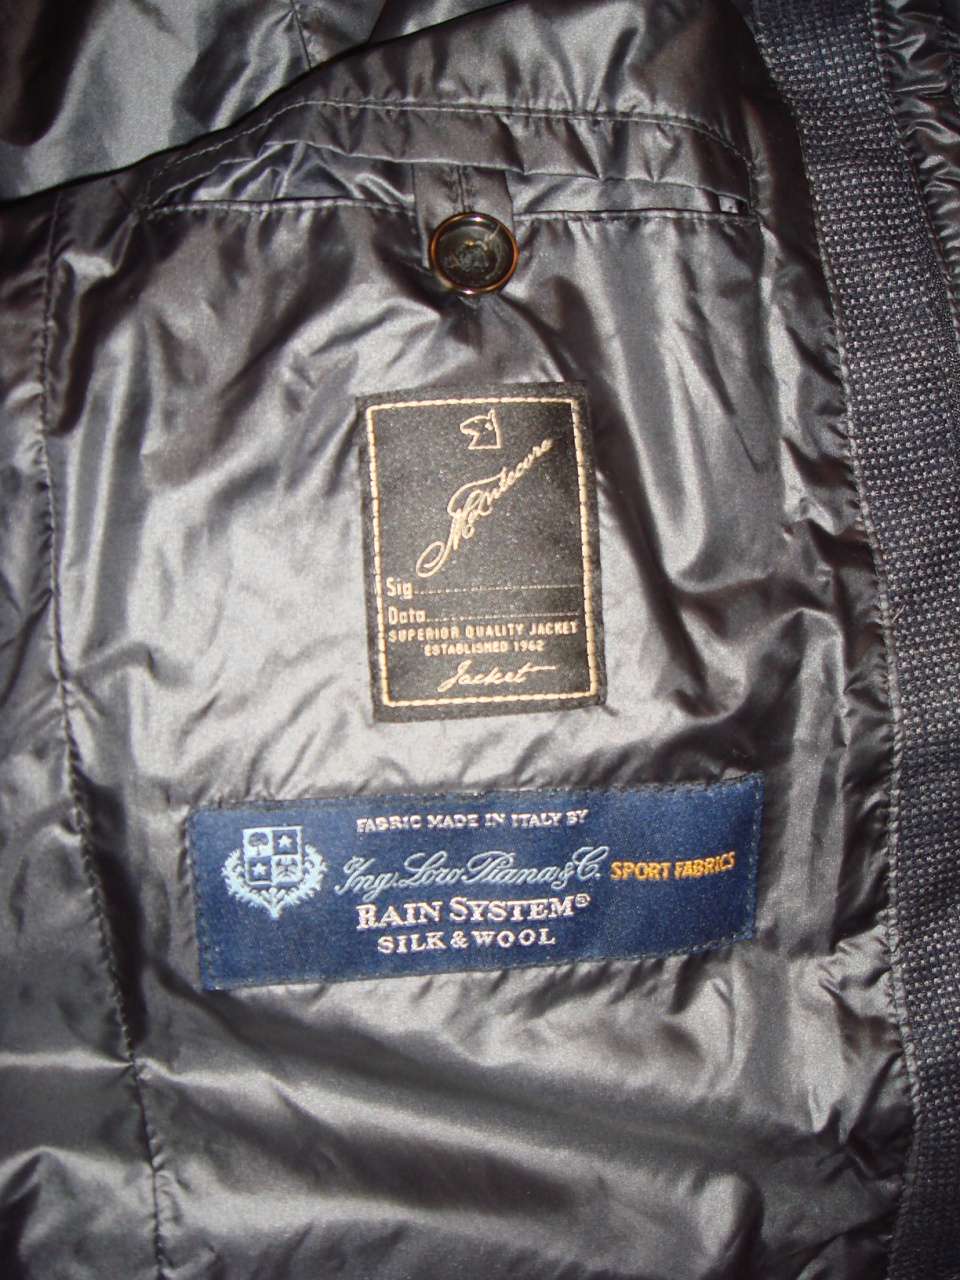 Montecore
Sig
Data
SUPERIOR QUALITY JACKET
ESTABLISHED 1962
Jacket
FABRIC MADE IN ITALY BY
Ing. Loro Piana & C. SPORT FABRICS
RAIN SYSTEM®
SILK & WOOL